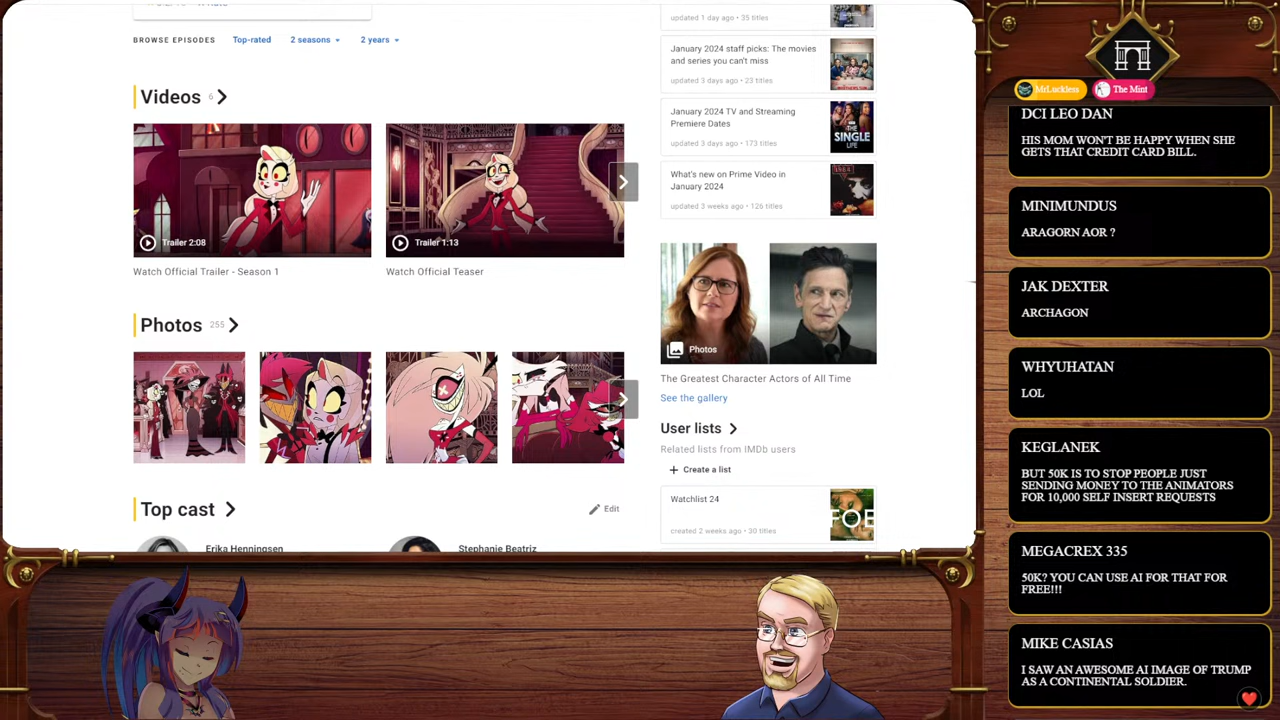 BROWSE EPISODES Top-rated 2 seasons 2 years
Videos 6
Trailer 2:08
Trailer 1:13
Watch Official Trailer - Season 1
Watch Official Teaser
Photos 255
Top cast
Edit
Erika Henningsen
Stephanie Beatriz
updated 1 day ago • 35 titles
January 2024 staff picks: The movies
and series you can't miss
updated 3 days ago • 23 titles
January 2024 TV and Streaming
Premiere Dates
updated 3 days ago • 173 titles
THE
SINGLE
LIFE
What's new on Prime Video in
January 2024
updated 3 weeks ago • 126 titles
Photos
The Greatest Character Actors of All Time
See the gallery
User lists
Related lists from IMDb users
+ Create a list
Watchlist 24
created 2 weeks ago • 30 titles
FOE
MrLuckless
The Mint
DCI LEO DAN
HIS MOM WON'T BE HAPPY WHEN SHE
GETS THAT CREDIT CARD BILL.
MINIMUNDUS
ARAGORN AOR ?
JAK DEXTER
ARCHAGON
WHYUHATAN
LOL
KEGLANEK
BUT 50K IS TO STOP PEOPLE JUST
SENDING MONEY TO THE ANIMATORS
FOR 10,000 SELF INSERT REQUESTS
MEGACREX 335
50K? YOU CAN USE AI FOR THAT FOR
FREE!!!
MIKE CASIAS
I SAW AN AWESOME AI IMAGE OF TRUMP
AS A CONTINENTAL SOLDIER.